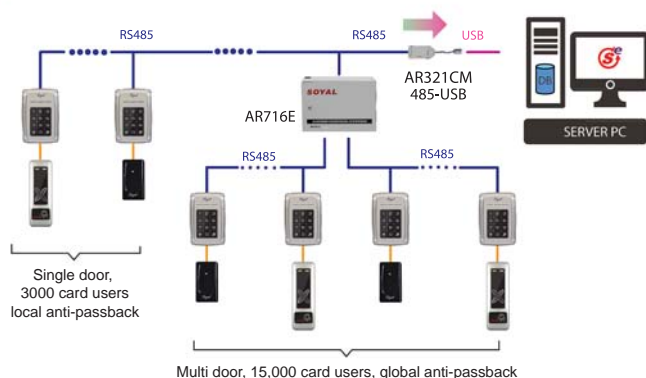 RS485
RS485
RS485
USB
AR321CM
485-USB
SOYAL
AR716E
DB
SERVER PC
RS485
RS485
Single door,
3000 card users
local anti-passback
Multi door, 15,000 card users, global anti-passback